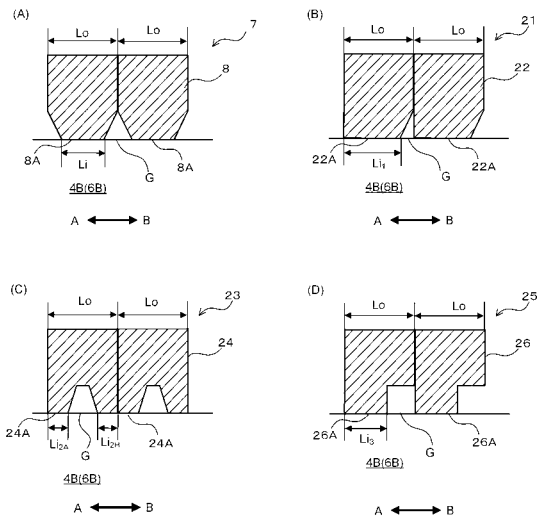 (A)
Lo Lo
7
8
8A Li G 8A
4B(6B)
A B
(B)
Lo Lo
21
22
22A Li1 G 22A
4B(6B)
A B
(C)
Lo Lo
23
24
24A Li2A G Li2H 24A
4B(6B)
A B
(D)
Lo Lo
25
26
26A Li3 G 26A
4B(6B)
A B